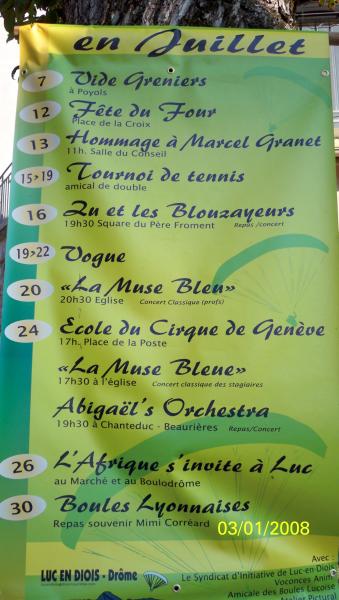 en Juillet
7 Vide Greniers
à Poyols
12 Fête du Four
Place de la Croix
13 Hommage à Marcel Granet
11h. Salle du Conseil
15>19 Tournoi de tennis
amical de double
16 Zu et les Blouzayeurs
19h30 Square du Père Froment Repas /concert
19>22 Vogue
20 «La Muse Bleu»
20h30 Eglise Concert Classique (profs)
24 Ecole du Cirque de Genève
17h. Place de la Poste
«La Muse Bleue»
17h30 à l'église Concert classique des stagiaires
Abigaël's Orchestra
19h30 à Chanteduc - Beaurières Repas/Concert
26 L'Afrique s'invite à Luc
au Marché et au Boulodrôme
30 Boules Lyonnaises
Repas souvenir Mimi Corréard
03/01/2008
Avec :
LUC EN DIOIS - Drôme
Le Syndicat d'Initiative de Luc-en-Diois
Voconces Anim
Amicale des Boules Lucoise
Atelier Pictural